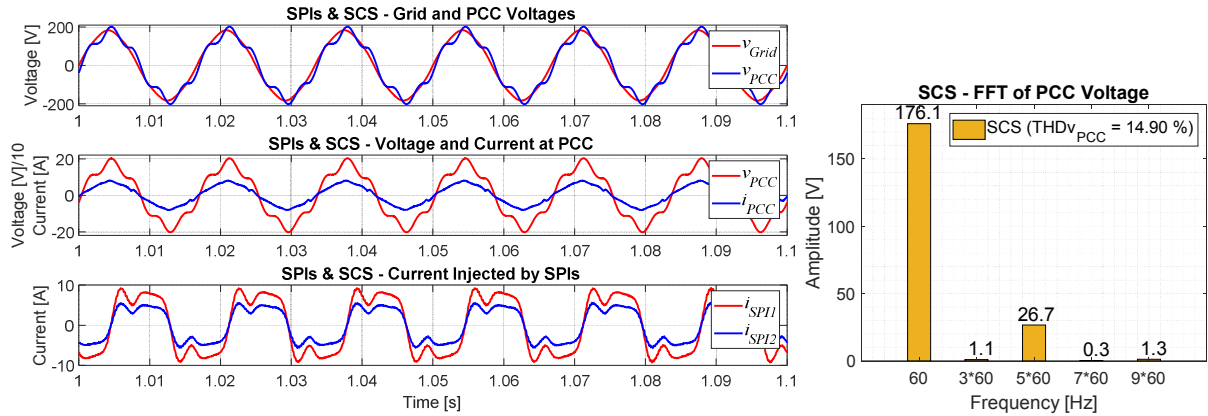 SPIs & SCS - Grid and PCC Voltages
Voltage [V]
200
0
-200
v_Grid
v_PCC
1 1.01 1.02 1.03 1.04 1.05 1.06 1.07 1.08 1.09 1.1
SPIs & SCS - Voltage and Current at PCC
Voltage [V]/10
Current [A]
20
0
-20
v_PCC
i_PCC
1 1.01 1.02 1.03 1.04 1.05 1.06 1.07 1.08 1.09 1.1
SPIs & SCS - Current Injected by SPIs
Current [A]
10
0
-10
i_SPI1
i_SPI2
1 1.01 1.02 1.03 1.04 1.05 1.06 1.07 1.08 1.09 1.1
Time [s]
SCS - FFT of PCC Voltage
176.1
SCS (THDv_PCC = 14.90 %)
Amplitude [V]
150
100
50
0
1.1
26.7
0.3
1.3
60 3*60 5*60 7*60 9*60
Frequency [Hz]